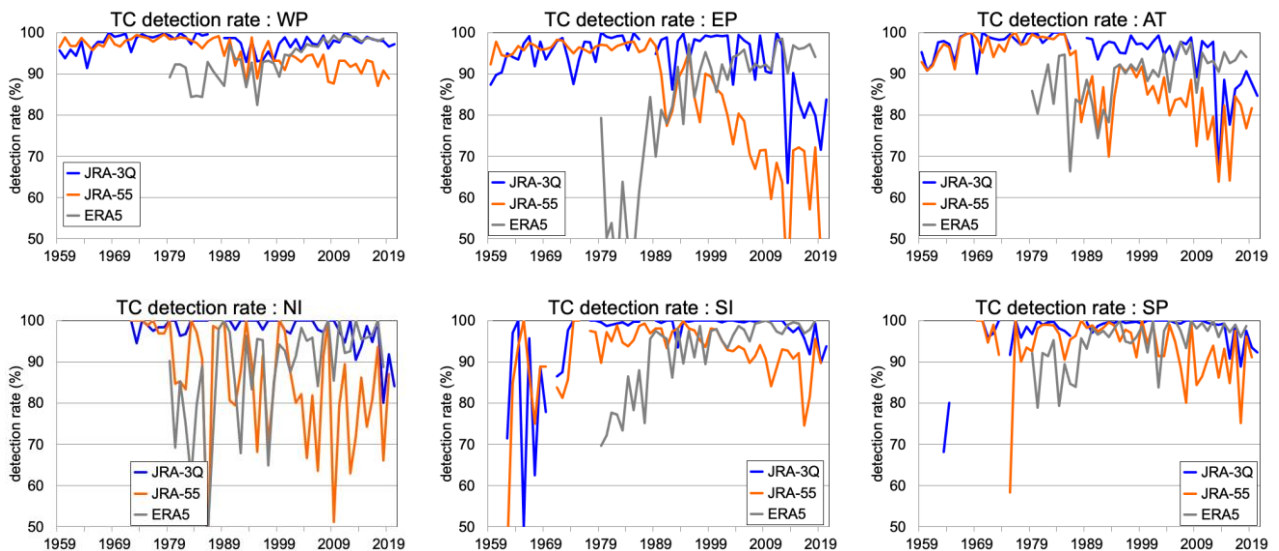 TC detection rate : WP
detection rate (%)
100
90
80
70
60
50
JRA-3Q
JRA-55
ERA5
1959 1969 1979 1989 1999 2009 2019
TC detection rate : EP
detection rate (%)
100
90
80
70
60
50
JRA-3Q
JRA-55
ERA5
1959 1969 1979 1989 1999 2009 2019
TC detection rate : AT
detection rate (%)
100
90
80
70
60
50
JRA-3Q
JRA-55
ERA5
1959 1969 1979 1989 1999 2009 2019
TC detection rate : NI
detection rate (%)
100
90
80
70
60
50
JRA-3Q
JRA-55
ERA5
1959 1969 1979 1989 1999 2009 2019
TC detection rate : SI
detection rate (%)
100
90
80
70
60
50
JRA-3Q
JRA-55
ERA5
1959 1969 1979 1989 1999 2009 2019
TC detection rate : SP
detection rate (%)
100
90
80
70
60
50
JRA-3Q
JRA-55
ERA5
1959 1969 1979 1989 1999 2009 2019